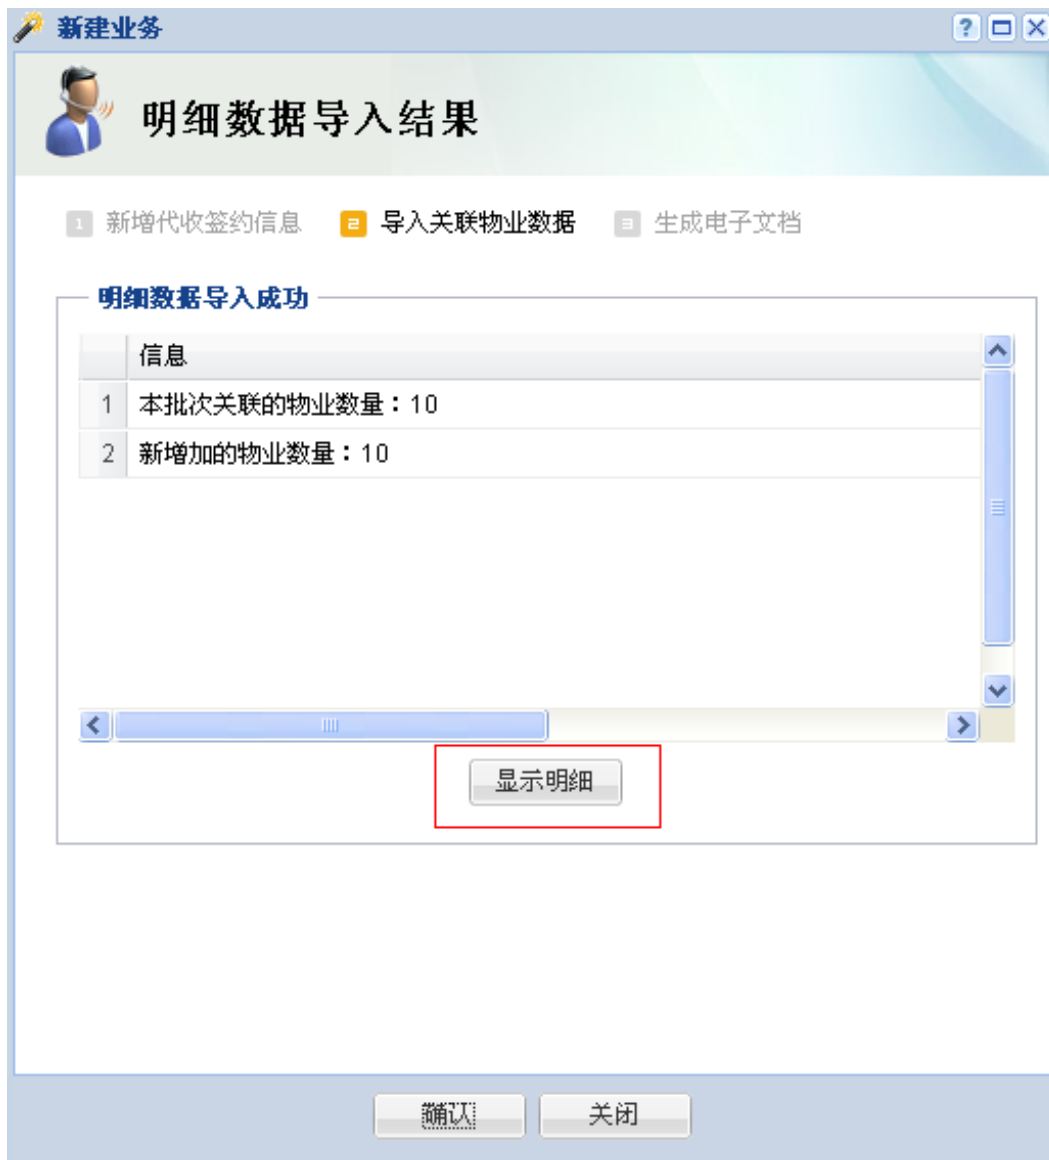 新建业务
明细数据导入结果
1 新增代收签约信息 2 导入关联物业数据 3 生成电子文档
明细数据导入成功
信息
1 本批次关联的物业数量：10
2 新增加的物业数量：10
显示明细
确认 关闭